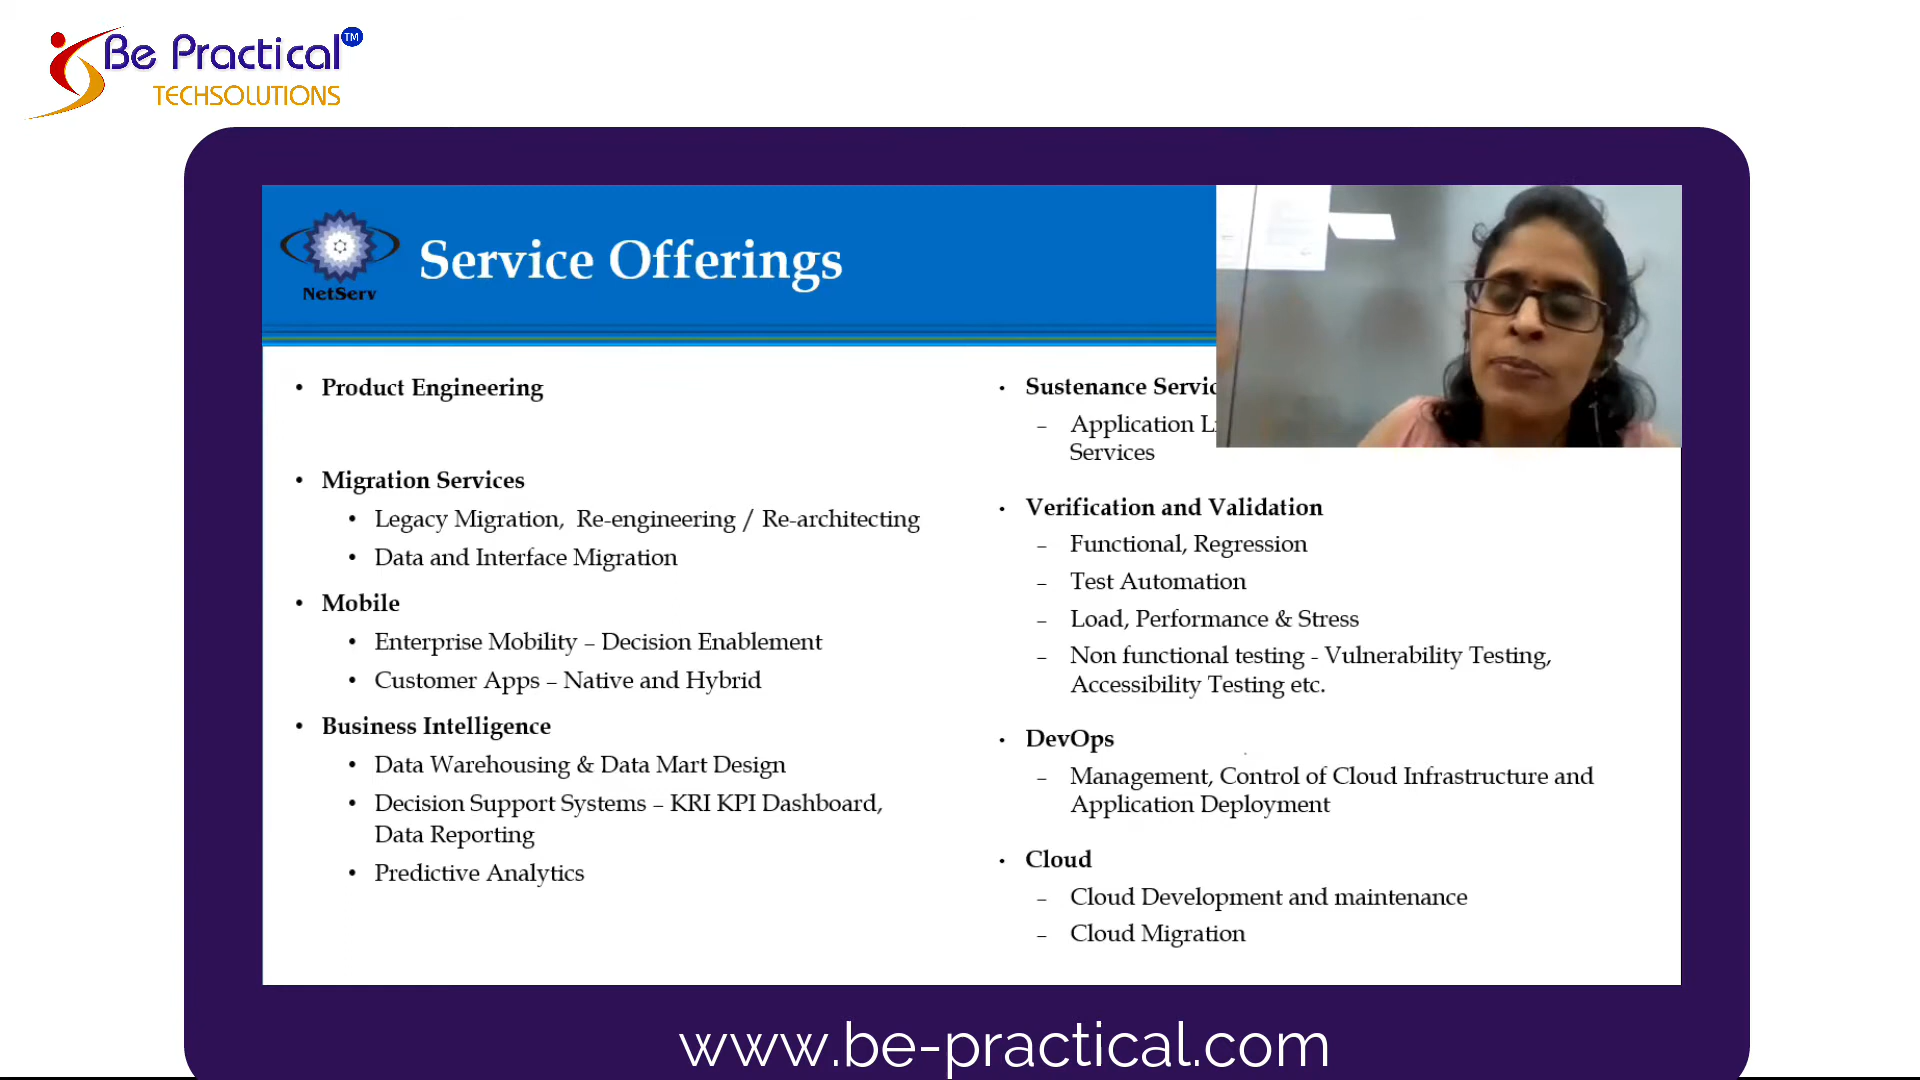 Be Practical TM
TECHSOLUTIONS
NetServ
Service Offerings
• Product Engineering
• Migration Services
• Legacy Migration, Re-engineering / Re-architecting
• Data and Interface Migration
• Mobile
• Enterprise Mobility – Decision Enablement
• Customer Apps – Native and Hybrid
• Business Intelligence
• Data Warehousing & Data Mart Design
• Decision Support Systems – KRI KPI Dashboard,
Data Reporting
• Predictive Analytics
• Sustenance
– Application
Services
• Verification and Validation
– Functional, Regression
– Test Automation
– Load, Performance & Stress
– Non functional testing - Vulnerability Testing,
Accessibility Testing etc.
• DevOps
– Management, Control of Cloud Infrastructure and
Application Deployment
• Cloud
– Cloud Development and maintenance
– Cloud Migration
www.be-practical.com